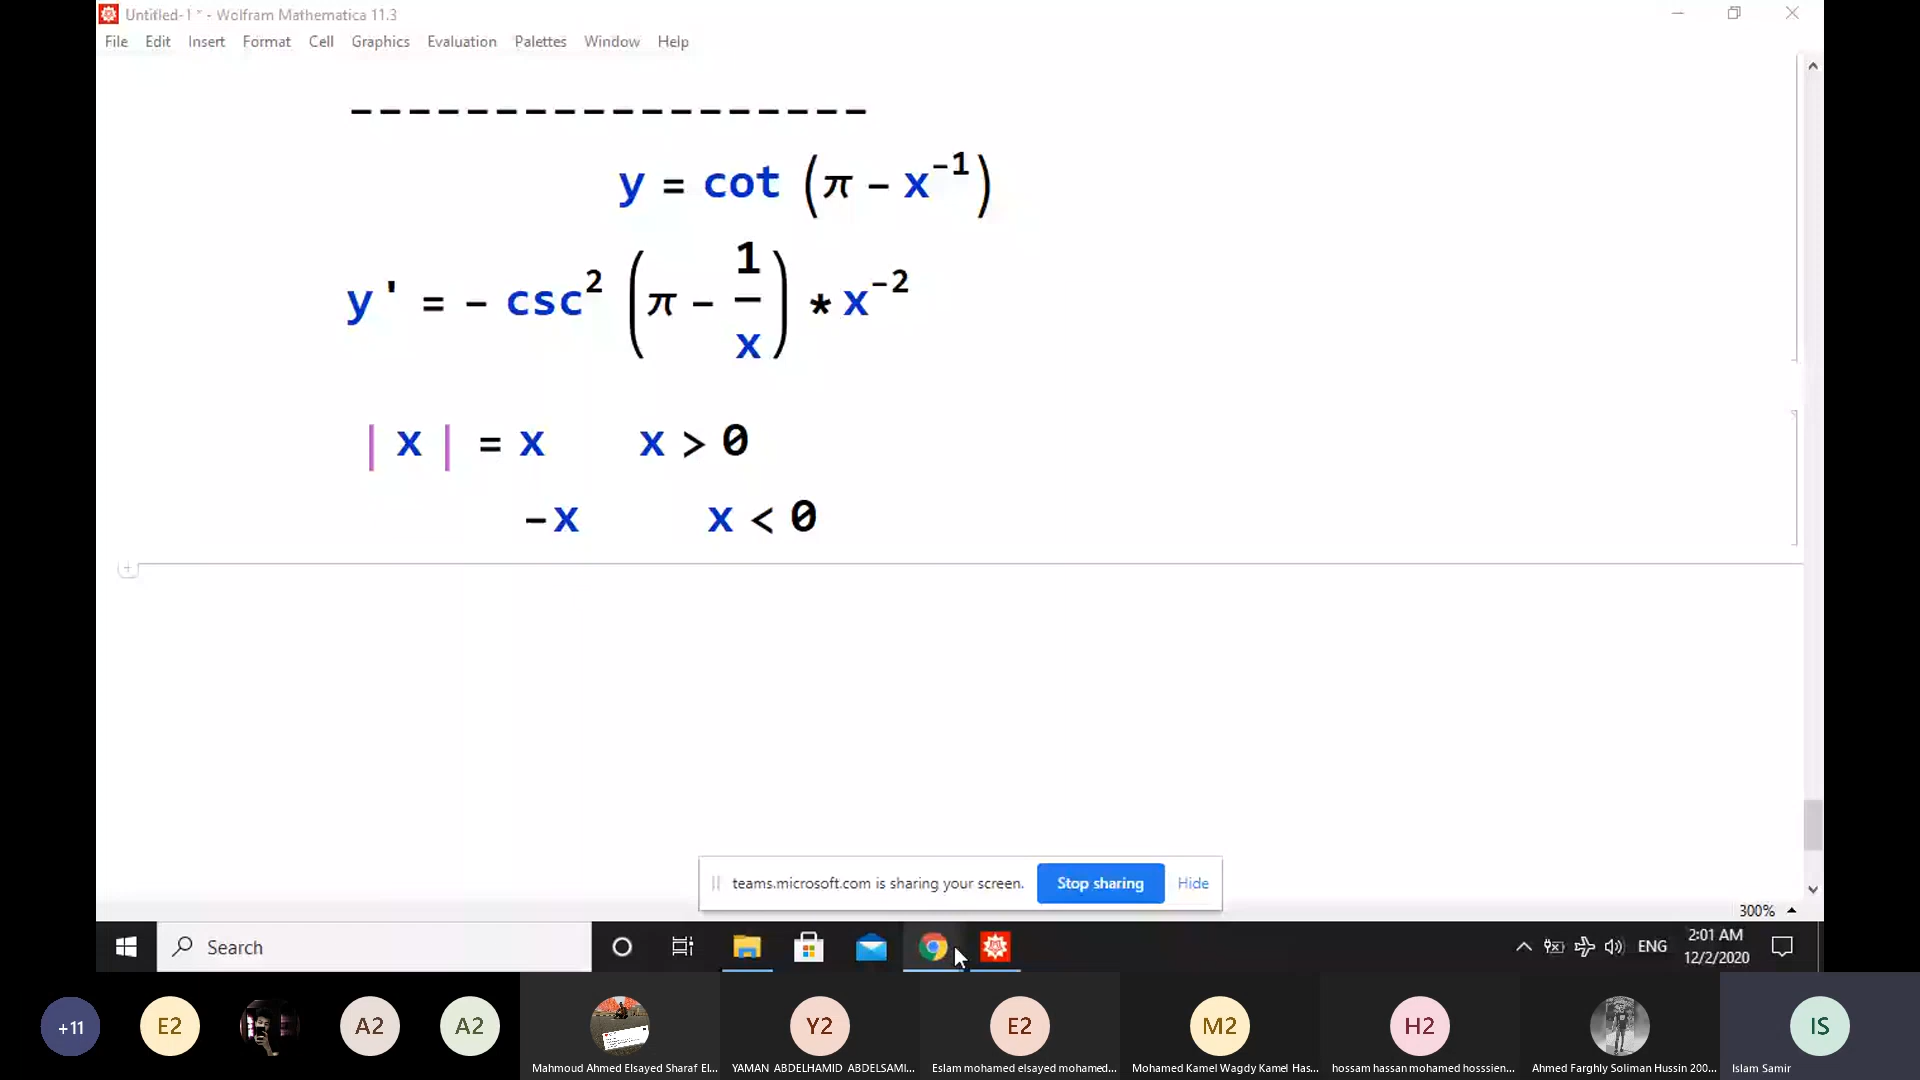 Untitled-1 * - Wolfram Mathematica 11.3
File Edit Insert Format Cell Graphics Evaluation Palettes Window Help
------------------
y = cot (π - x^-1)
y' = - csc^2 (π - 1/x) * x^-2
| x | = x x > 0
-x x < 0
teams.microsoft.com is sharing your screen. Stop sharing Hide
300%
Search
ENG
2:01 AM
12/2/2020
+11
E2
A2
A2
Y2
E2
M2
H2
IS
Mahmoud Ahmed Elsayed Sharaf El...
YAMAN ABDELHAMID ABDELSAMI...
Eslam mohamed elsayed mohamed...
Mohamed Kamel Wagdy Kamel Has...
hossam hassan mohamed hosssien...
Ahmed Farghly Soliman Hussin 200...
Islam Samir